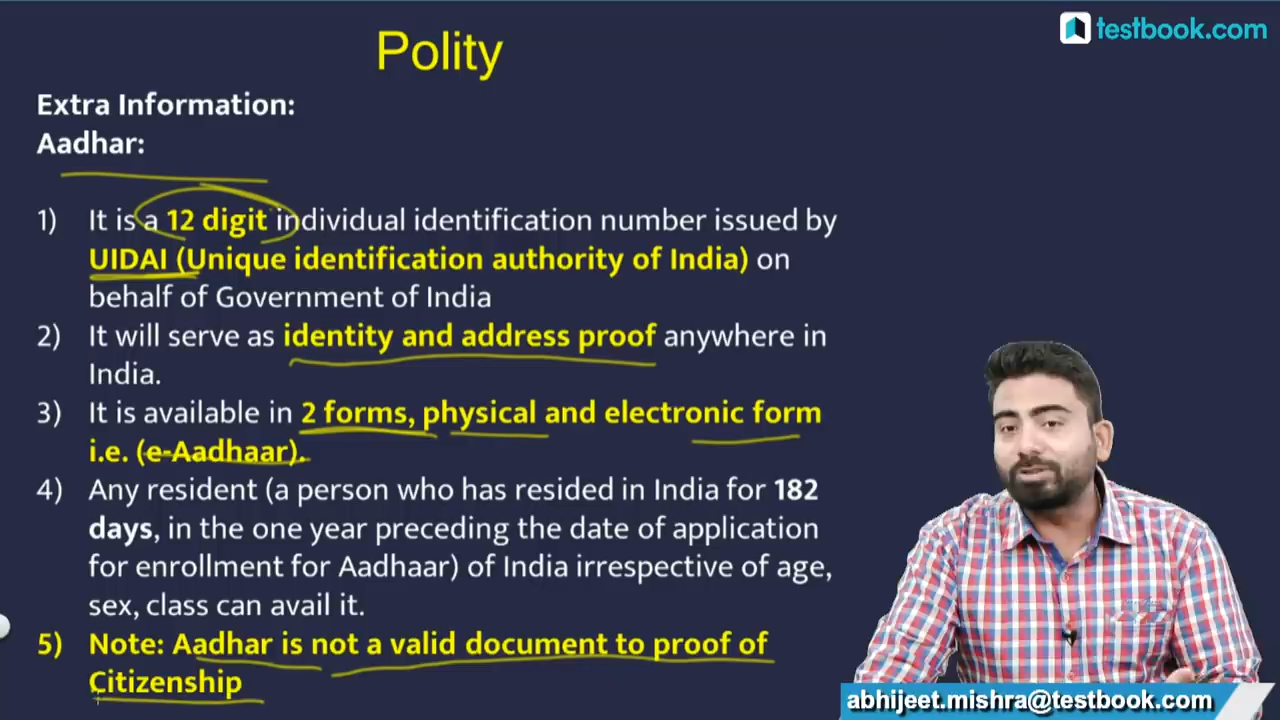 Polity
testbook.com
Extra Information:
Aadhar:
1) It is a 12 digit individual identification number issued by
UIDAI (Unique identification authority of India) on
behalf of Government of India
2) It will serve as identity and address proof anywhere in
India.
3) It is available in 2 forms, physical and electronic form
i.e. (e-Aadhaar).
4) Any resident (a person who has resided in India for 182
days, in the one year preceding the date of application
for enrollment for Aadhaar) of India irrespective of age,
sex, class can avail it.
5) Note: Aadhar is not a valid document to proof of
Citizenship
abhijeet.mishra@testbook.com